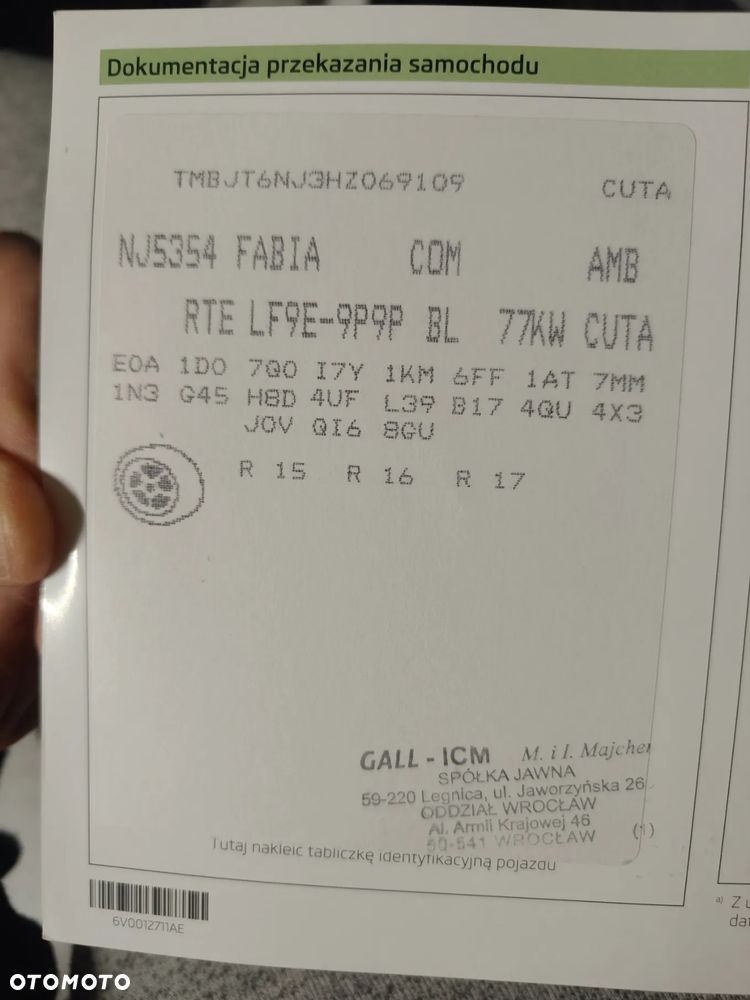 Dokumentacja przekazania samochodu
TMBJT6NJ3HZ069109 CUTA
NJ5354 FABIA COM AMB
RTE LF9E-9P9P BL 77KW CUTA
E0A 1D0 7Q0 I7Y 1KM 6FF 1AT 7MM
1N3 G45 H8D 4UF L39 B17 4QU 4X3
J0V QI6 8GU
R 15 R 16 R 17
GALL - ICM M. i I. Majcher
SPÓŁKA JAWNA
59-220 Legnica, ul. Jaworzyńska 26
ODDZIAŁ WROCŁAW
Al. Armii Krajowej 46
50-541 WROCŁAW (1)
Tutaj nakleić tabliczkę identyfikacyjną pojazdu
6V0012711AE
a) Z
OTOMOTO